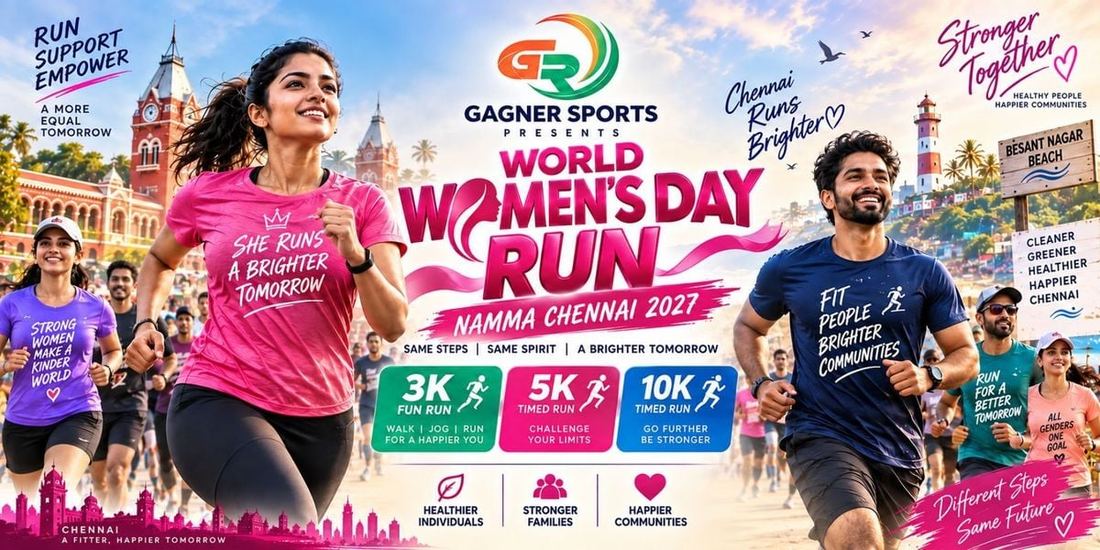 RUN
SUPPORT
EMPOWER
A MORE
EQUAL
TOMORROW
GR
GAGNER SPORTS
PRESENTS
WORLD
WOMEN'S DAY
RUN
NAMMA CHENNAI 2027
SAME STEPS | SAME SPIRIT | A BRIGHTER TOMORROW
3K
FUN RUN
WALK | JOG | RUN
FOR A HAPPIER YOU
5K
TIMED RUN
CHALLENGE
YOUR LIMITS
10K
TIMED RUN
GO FURTHER
BE STRONGER
HEALTHIER
INDIVIDUALS
STRONGER
FAMILIES
HAPPIER
COMMUNITIES
Chennai
Runs
Brighter
Stronger
Together
HEALTHY PEOPLE
HAPPIER COMMUNITIES
BESANT NAGAR
BEACH
CLEANER
GREENER
HEALTHIER
HAPPIER
CHENNAI
STRONG
WOMEN
MAKE A
KINDER
WORLD
SHE RUNS
A BRIGHTER
TOMORROW
FIT
PEOPLE
BRIGHTER
COMMUNITIES
RUN
FOR A
BETTER
TOMORROW
ALL
GENDERS
ONE
GOAL
Different Steps
Same Future
CHENNAI
A FITTER, HAPPIER TOMORROW